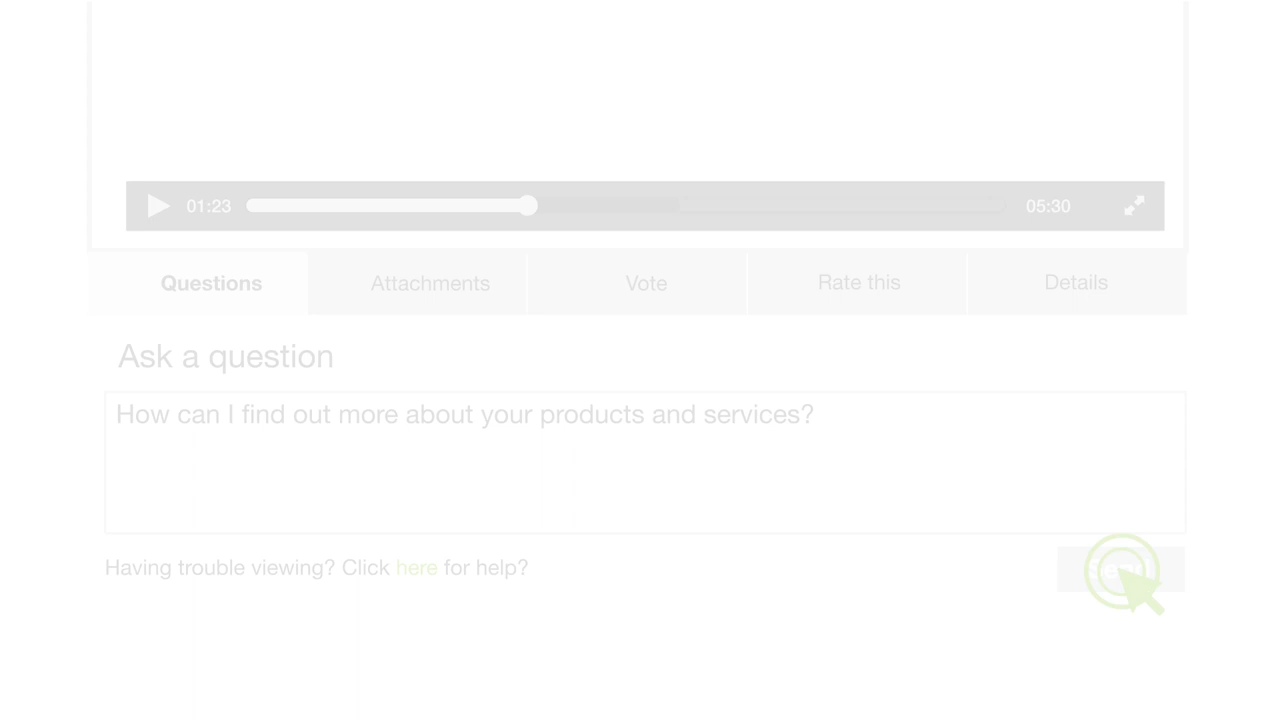 01:23 05:30
Questions Attachments Vote Rate this Details
Ask a question
How can I find out more about your products and services?
Having trouble viewing? Click here for help? Send